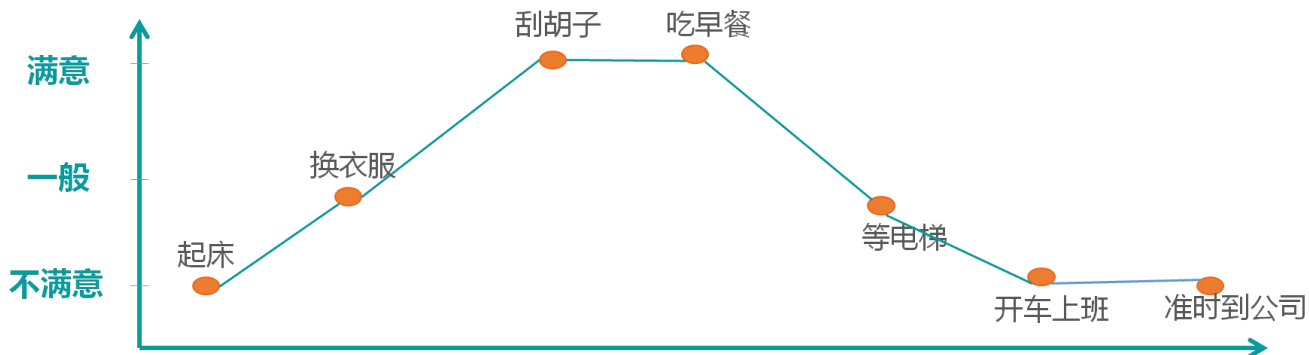 刮胡子
吃早餐
满意
换衣服
一般
起床
等电梯
不满意
开车上班
准时到公司